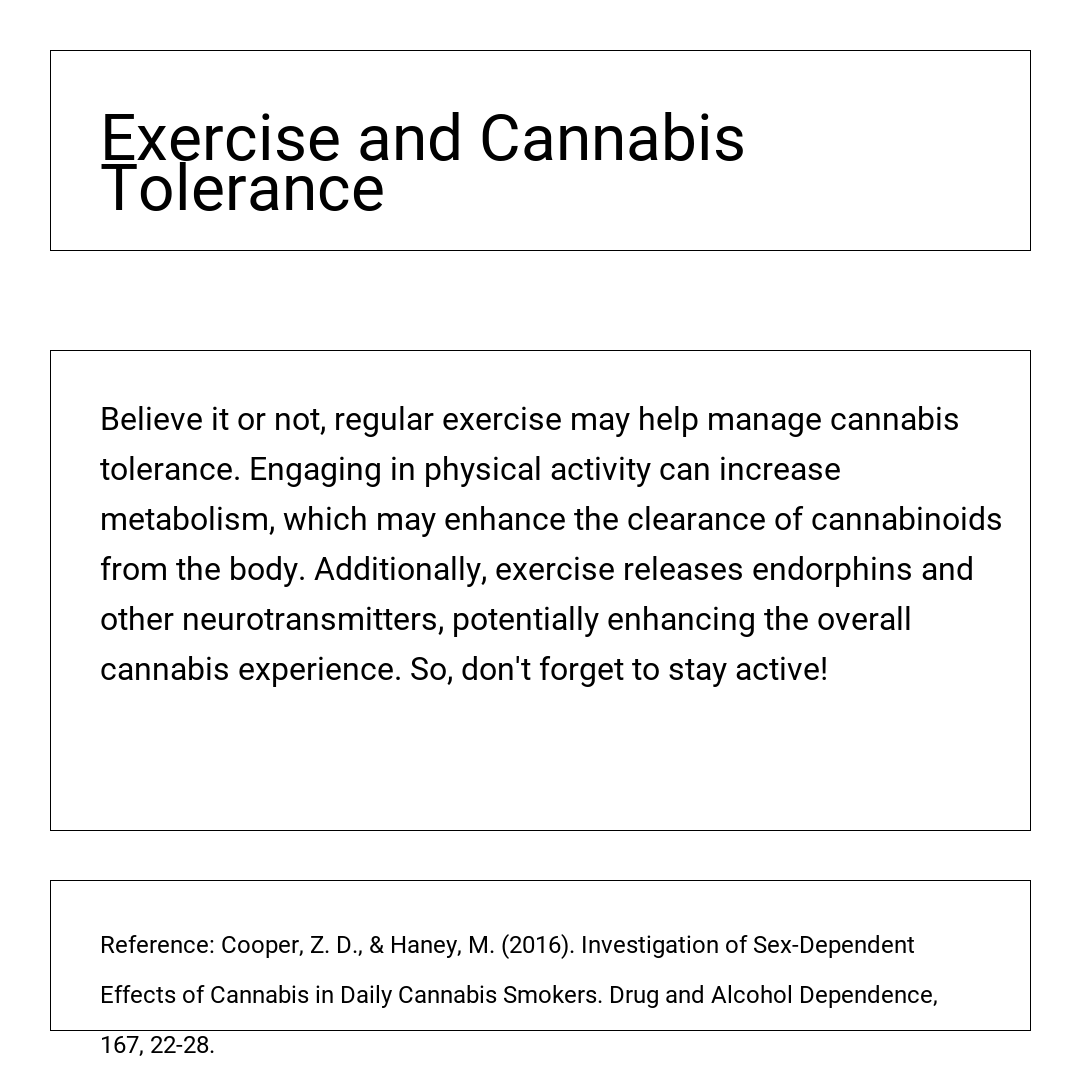 Exercise and Cannabis
Tolerance
Believe it or not, regular exercise may help manage cannabis
tolerance. Engaging in physical activity can increase
metabolism, which may enhance the clearance of cannabinoids
from the body. Additionally, exercise releases endorphins and
other neurotransmitters, potentially enhancing the overall
cannabis experience. So, don't forget to stay active!
Reference: Cooper, Z. D., & Haney, M. (2016). Investigation of Sex-Dependent
Effects of Cannabis in Daily Cannabis Smokers. Drug and Alcohol Dependence,
167, 22-28.